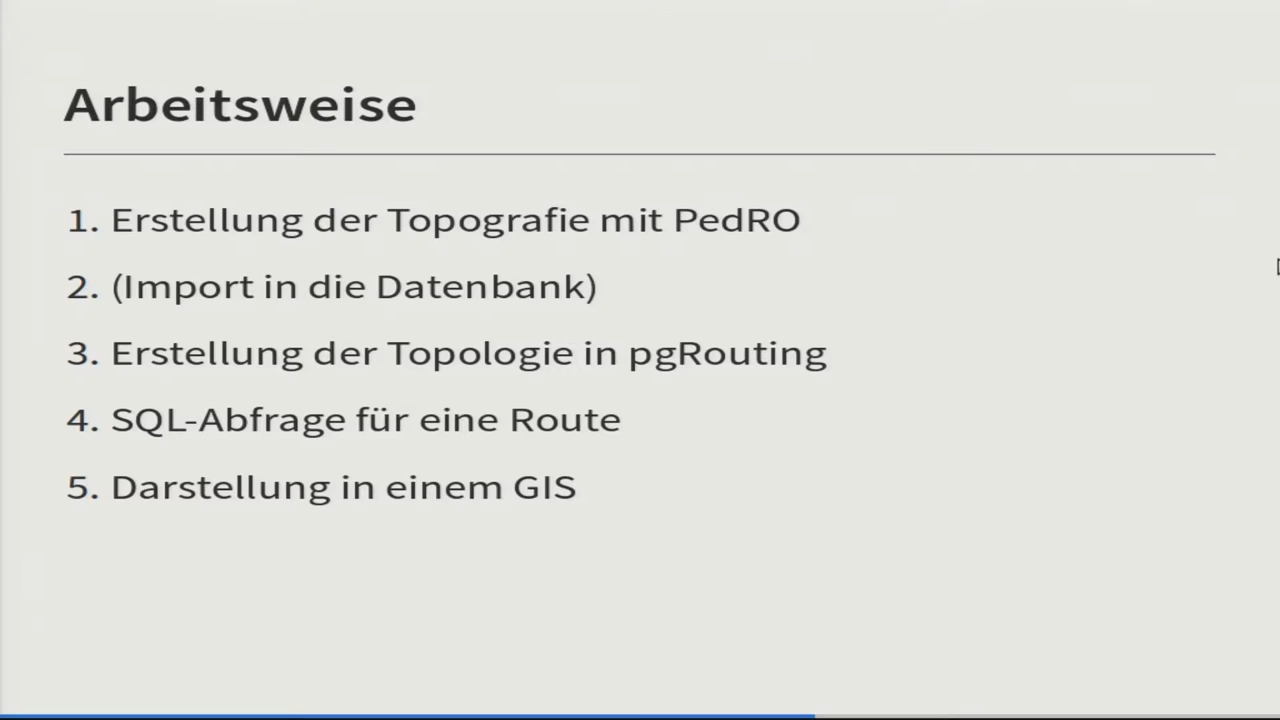 Arbeitsweise
1. Erstellung der Topografie mit PedRO
2. (Import in die Datenbank)
3. Erstellung der Topologie in pgRouting
4. SQL-Abfrage für eine Route
5. Darstellung in einem GIS